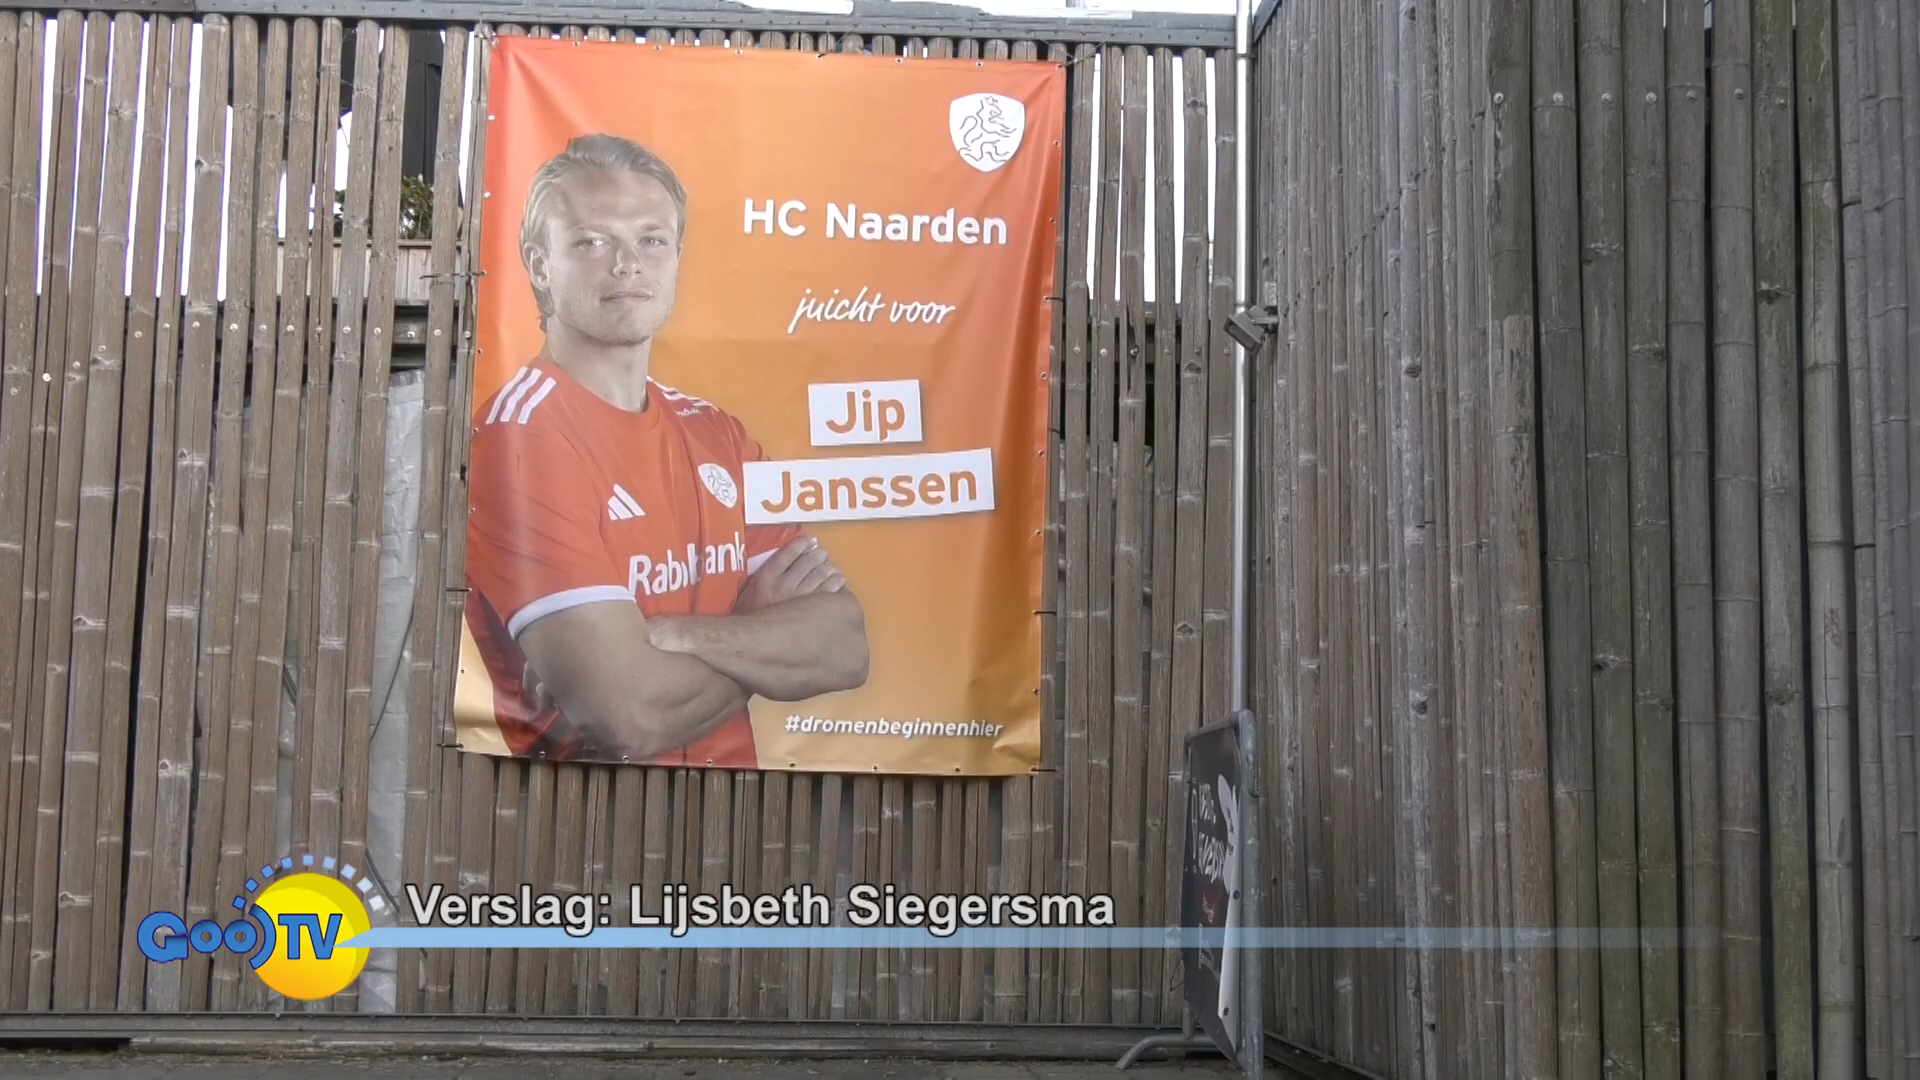 HC Naarden
juicht voor
Jip
Janssen
Rabobank
#dromenbeginnenhier
Verslag: Lijsbeth Siegersma
GooiTV